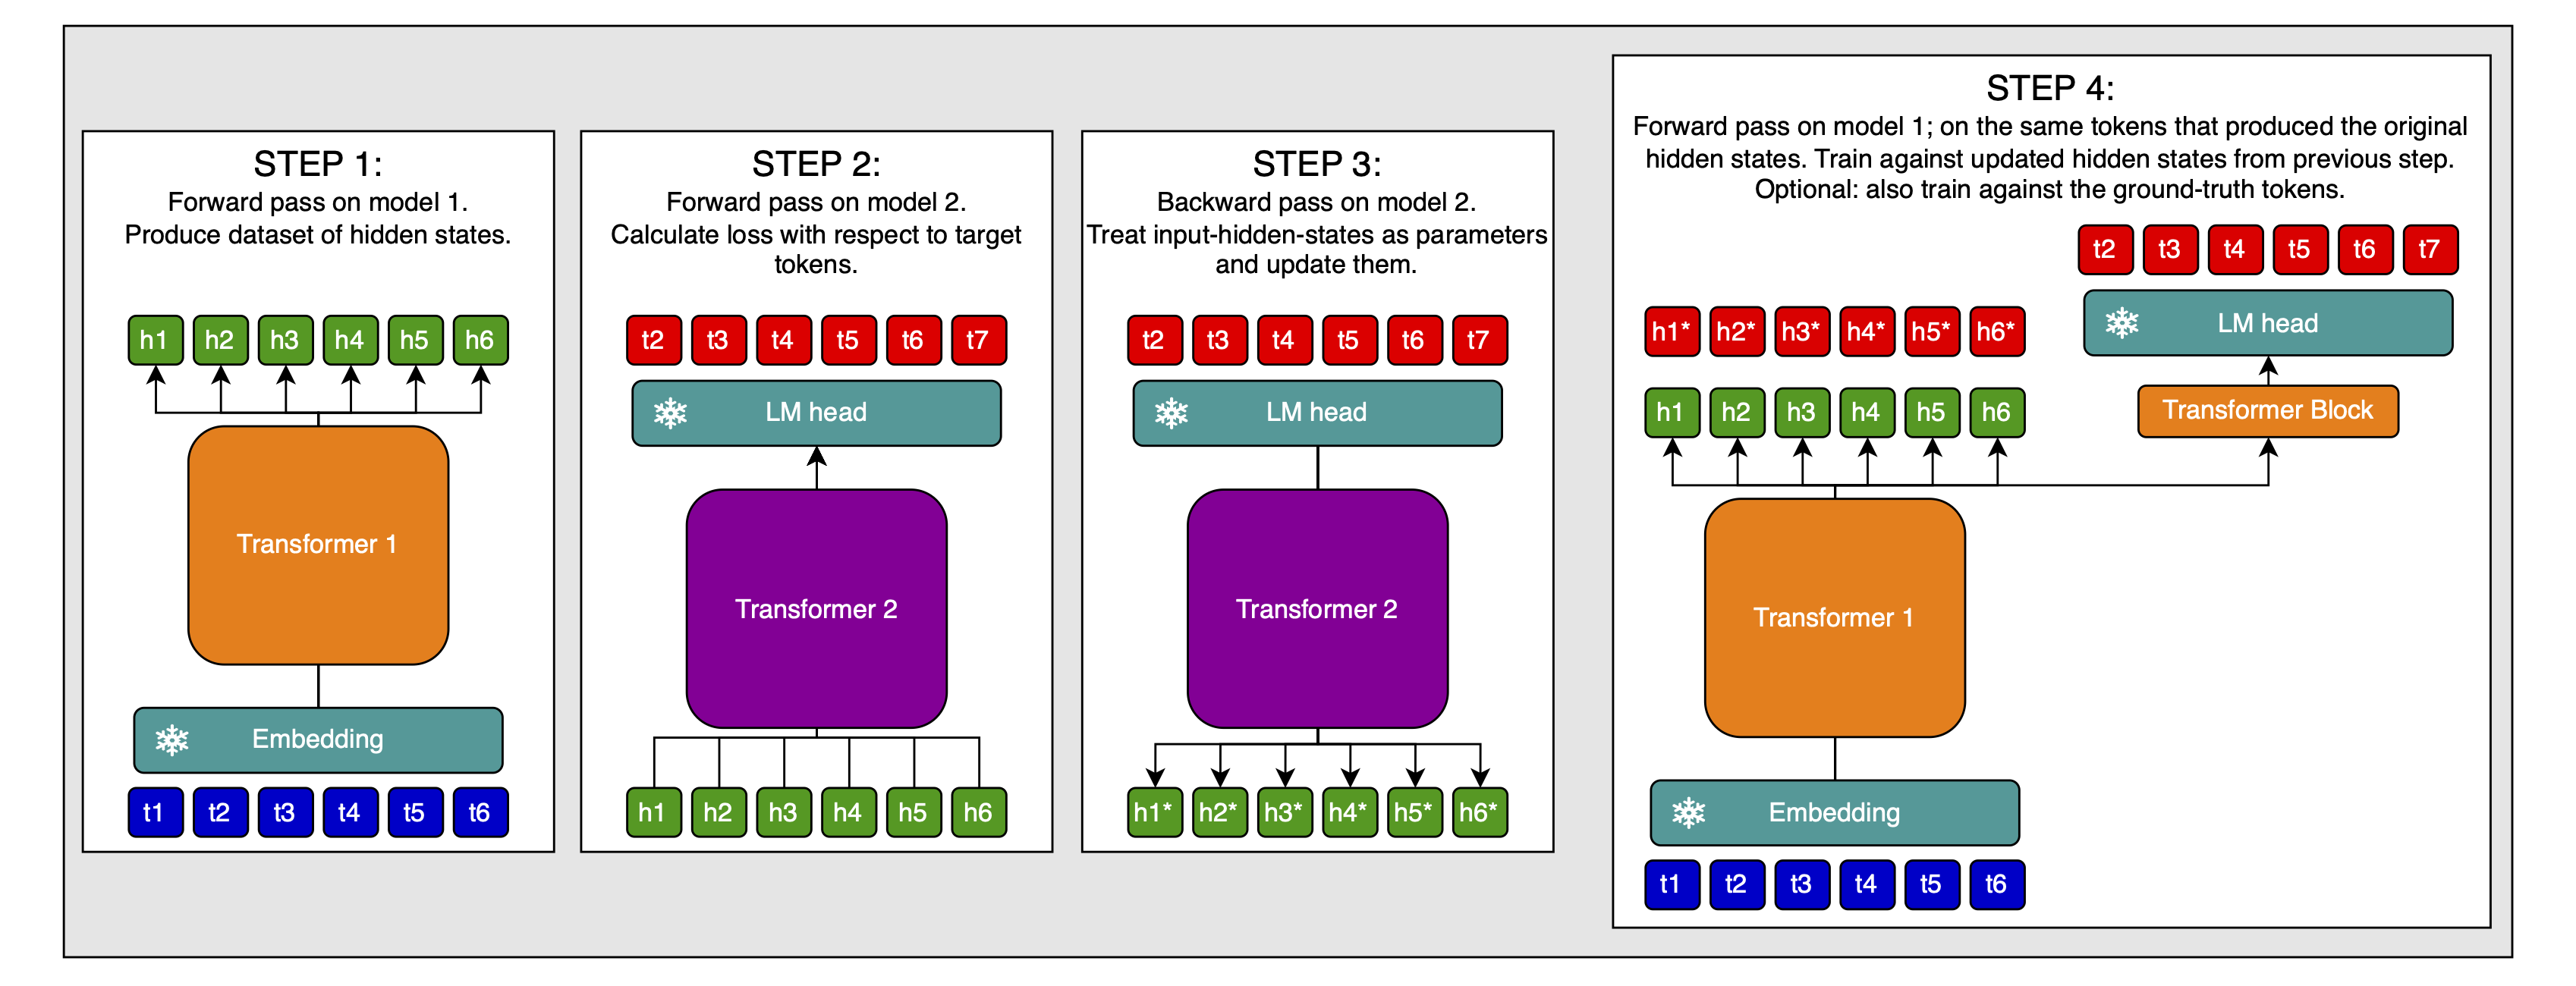 STEP 1:
Forward pass on model 1.
Produce dataset of hidden states.
h1 h2 h3 h4 h5 h6
Transformer 1
Embedding
t1 t2 t3 t4 t5 t6
STEP 2:
Forward pass on model 2.
Calculate loss with respect to target
tokens.
t2 t3 t4 t5 t6 t7
LM head
Transformer 2
h1 h2 h3 h4 h5 h6
STEP 3:
Backward pass on model 2.
Treat input-hidden-states as parameters
and update them.
t2 t3 t4 t5 t6 t7
LM head
Transformer 2
h1* h2* h3* h4* h5* h6*
STEP 4:
Forward pass on model 1; on the same tokens that produced the original
hidden states. Train against updated hidden states from previous step.
Optional: also train against the ground-truth tokens.
t2 t3 t4 t5 t6 t7
LM head
Transformer Block
h1* h2* h3* h4* h5* h6*
h1 h2 h3 h4 h5 h6
Transformer 1
Embedding
t1 t2 t3 t4 t5 t6